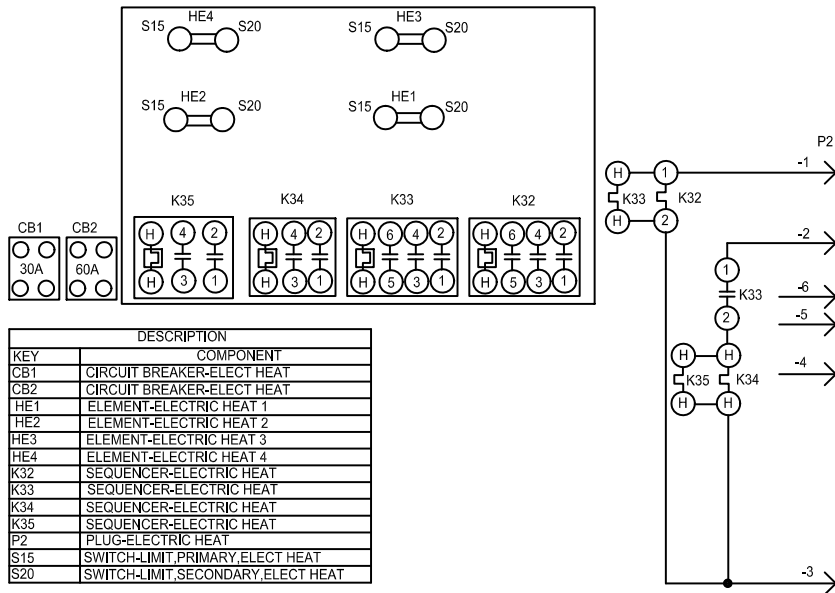 HE4
S15 S20
HE3
S15 S20
HE2
S15 S20
HE1
S15 S20
K35 K34 K33 K32
H 4 2 H 4 2 H 6 4 2 H 6 4 2
H 3 1 H 3 1 H 5 3 1 H 5 3 1
CB1 CB2
30A 60A
DESCRIPTION
KEY COMPONENT
CB1 CIRCUIT BREAKER-ELECT HEAT
CB2 CIRCUIT BREAKER-ELECT HEAT
HE1 ELEMENT-ELECTRIC HEAT 1
HE2 ELEMENT-ELECTRIC HEAT 2
HE3 ELEMENT-ELECTRIC HEAT 3
HE4 ELEMENT-ELECTRIC HEAT 4
K32 SEQUENCER-ELECTRIC HEAT
K33 SEQUENCER-ELECTRIC HEAT
K34 SEQUENCER-ELECTRIC HEAT
K35 SEQUENCER-ELECTRIC HEAT
P2 PLUG-ELECTRIC HEAT
S15 SWITCH-LIMIT,PRIMARY,ELECT HEAT
S20 SWITCH-LIMIT,SECONDARY,ELECT HEAT
P2
H 1 -1
K33 K32
H 2
-2
1
K33
2
-6
-5
-4
H H
K35 K34
H H
-3